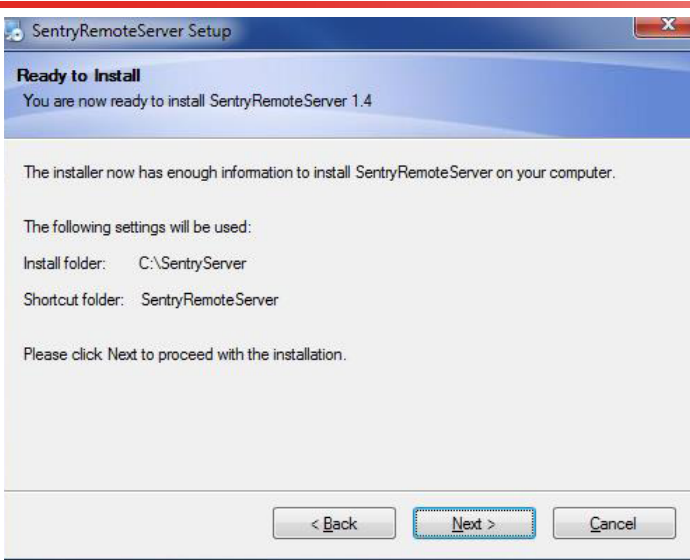 SentryRemoteServer Setup
Ready to Install
You are now ready to install SentryRemoteServer 1.4
The installer now has enough information to install SentryRemoteServer on your computer.
The following settings will be used:
Install folder: C:\SentryServer
Shortcut folder: SentryRemoteServer
Please click Next to proceed with the installation.
< Back Next > Cancel